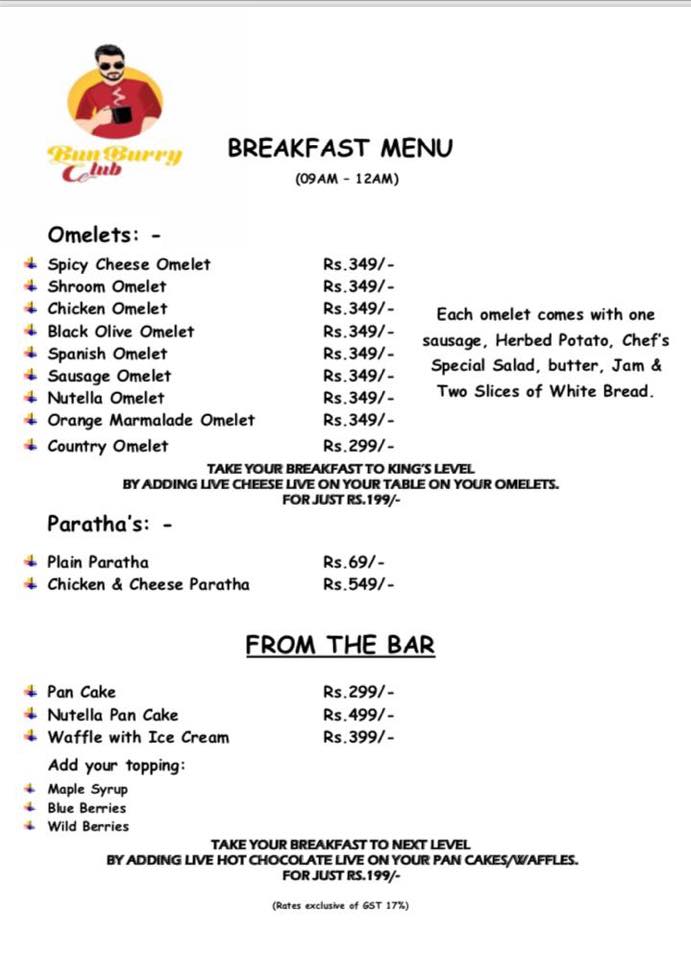 Bun Burry
Club
BREAKFAST MENU
(09AM - 12AM)
Omelets: -
Spicy Cheese Omelet Rs.349/-
Shroom Omelet Rs.349/-
Chicken Omelet Rs.349/-
Black Olive Omelet Rs.349/-
Spanish Omelet Rs.349/-
Sausage Omelet Rs.349/-
Nutella Omelet Rs.349/-
Orange Marmalade Omelet Rs.349/-
Country Omelet Rs.299/-
Each omelet comes with one
sausage, Herbed Potato, Chef's
Special Salad, butter, Jam &
Two Slices of White Bread.
TAKE YOUR BREAKFAST TO KING'S LEVEL
BY ADDING LIVE CHEESE LIVE ON YOUR TABLE ON YOUR OMELETS.
FOR JUST RS.199/-
Paratha's: -
Plain Paratha Rs.69/-
Chicken & Cheese Paratha Rs.549/-
FROM THE BAR
Pan Cake Rs.299/-
Nutella Pan Cake Rs.499/-
Waffle with Ice Cream Rs.399/-
Add your topping:
Maple Syrup
Blue Berries
Wild Berries
TAKE YOUR BREAKFAST TO NEXT LEVEL
BY ADDING LIVE HOT CHOCOLATE LIVE ON YOUR PAN CAKES/WAFFLES.
FOR JUST RS.199/-
(Rates exclusive of GST 17%)